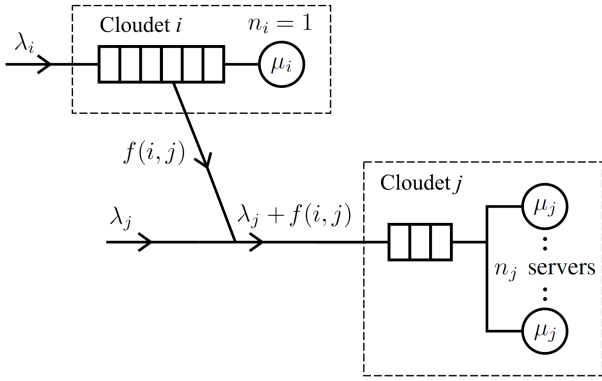 Cloudet i
n_i = 1
λ_i
μ_i
f(i, j)
λ_j
λ_j + f(i, j)
Cloudet j
μ_j
n_j servers
μ_j